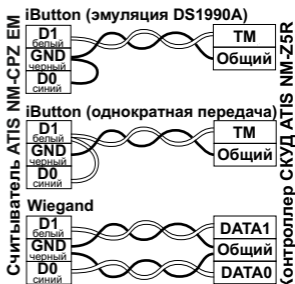 Считыватель ATIS NM-CPZ EM
iButton (эмуляция DS1990A)
D1
белый
GND
черный
D0
синий
TM
Общий
iButton (однократная передача)
D1
белый
GND
черный
D0
синий
TM
Общий
Wiegand
D1
белый
GND
черный
D0
синий
DATA1
Общий
DATA0
Контроллер СКУД ATIS NM-Z5R